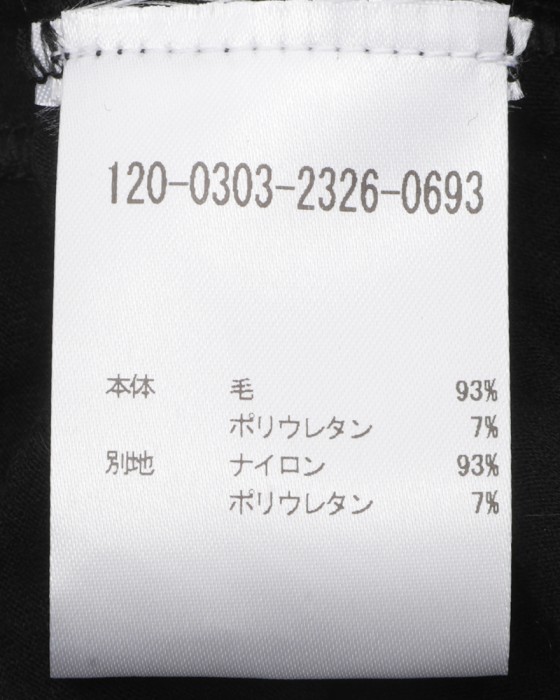 120-0303-2326-0693
本体 毛 93%
ポリウレタン 7%
別地 ナイロン 93%
ポリウレタン 7%